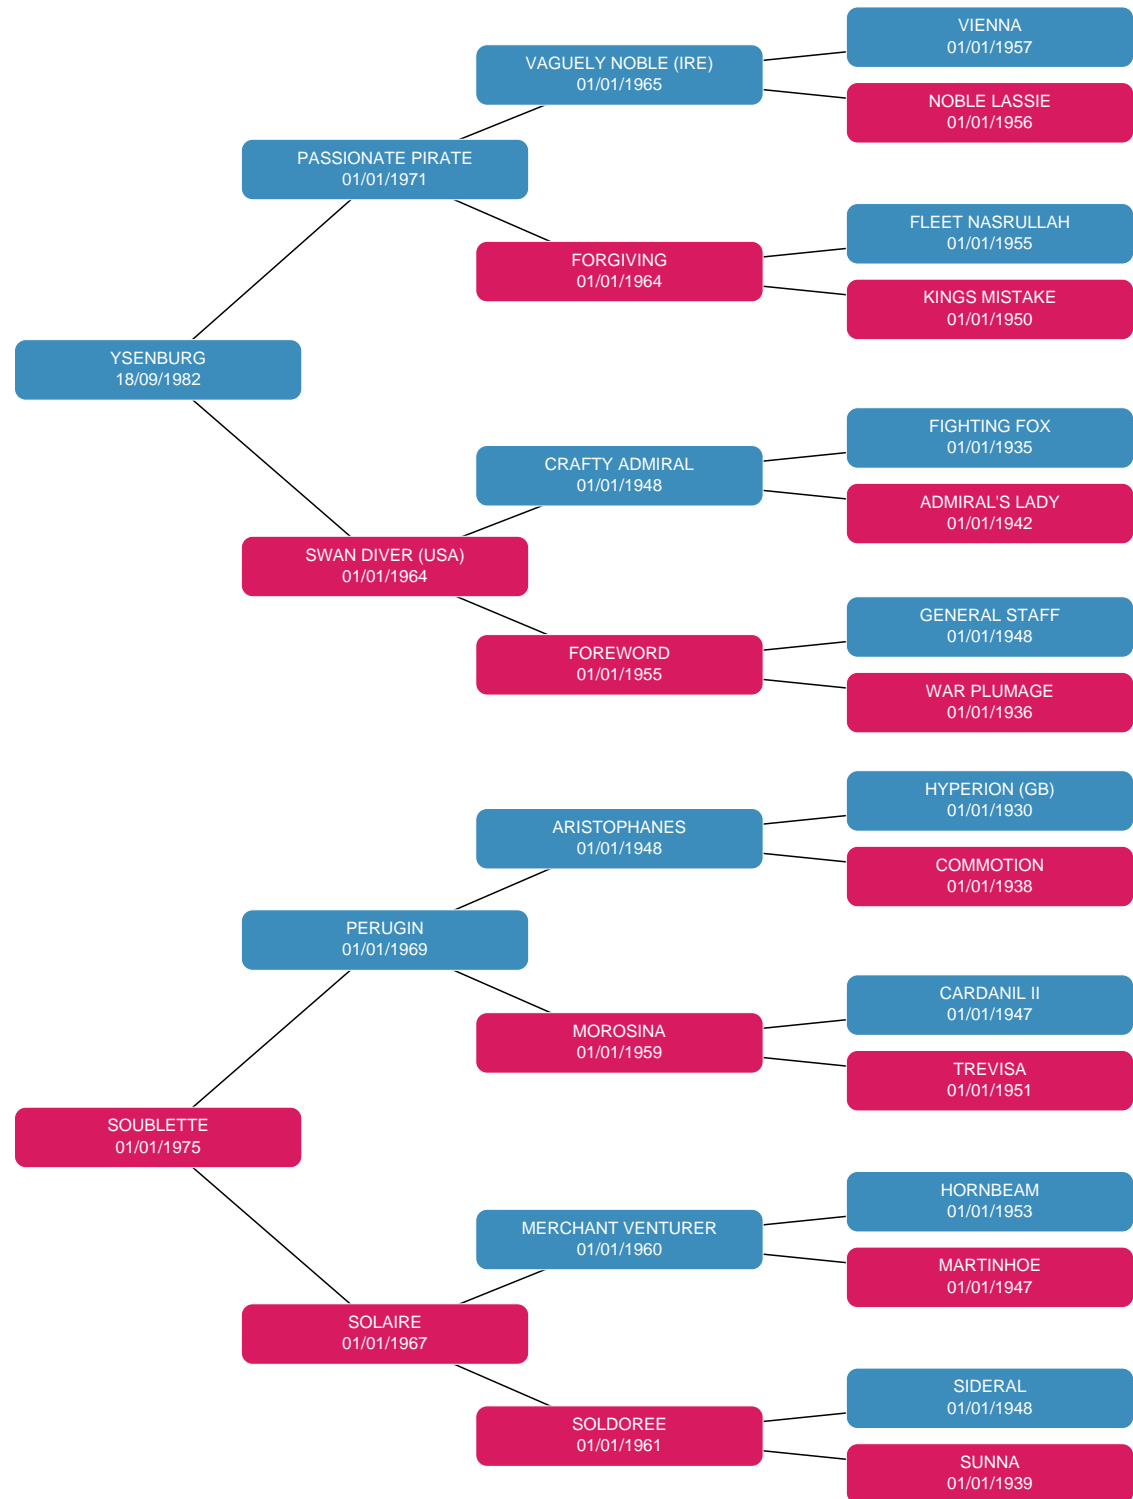 VIENNA
01/01/1957
VAGUELY NOBLE (IRE)
01/01/1965
NOBLE LASSIE
01/01/1956
PASSIONATE PIRATE
01/01/1971
FLEET NASRULLAH
01/01/1955
FORGIVING
01/01/1964
KINGS MISTAKE
01/01/1950
YSENBURG
18/09/1982
FIGHTING FOX
01/01/1935
CRAFTY ADMIRAL
01/01/1948
ADMIRAL'S LADY
01/01/1942
SWAN DIVER (USA)
01/01/1964
GENERAL STAFF
01/01/1948
FOREWORD
01/01/1955
WAR PLUMAGE
01/01/1936
HYPERION (GB)
01/01/1930
ARISTOPHANES
01/01/1948
COMMOTION
01/01/1938
PERUGIN
01/01/1969
CARDANIL II
01/01/1947
MOROSINA
01/01/1959
TREVISA
01/01/1951
SOUBLETTE
01/01/1975
HORNBEAM
01/01/1953
MERCHANT VENTURER
01/01/1960
MARTINHOE
01/01/1947
SOLAIRE
01/01/1967
SIDERAL
01/01/1948
SOLDOREE
01/01/1961
SUNNA
01/01/1939